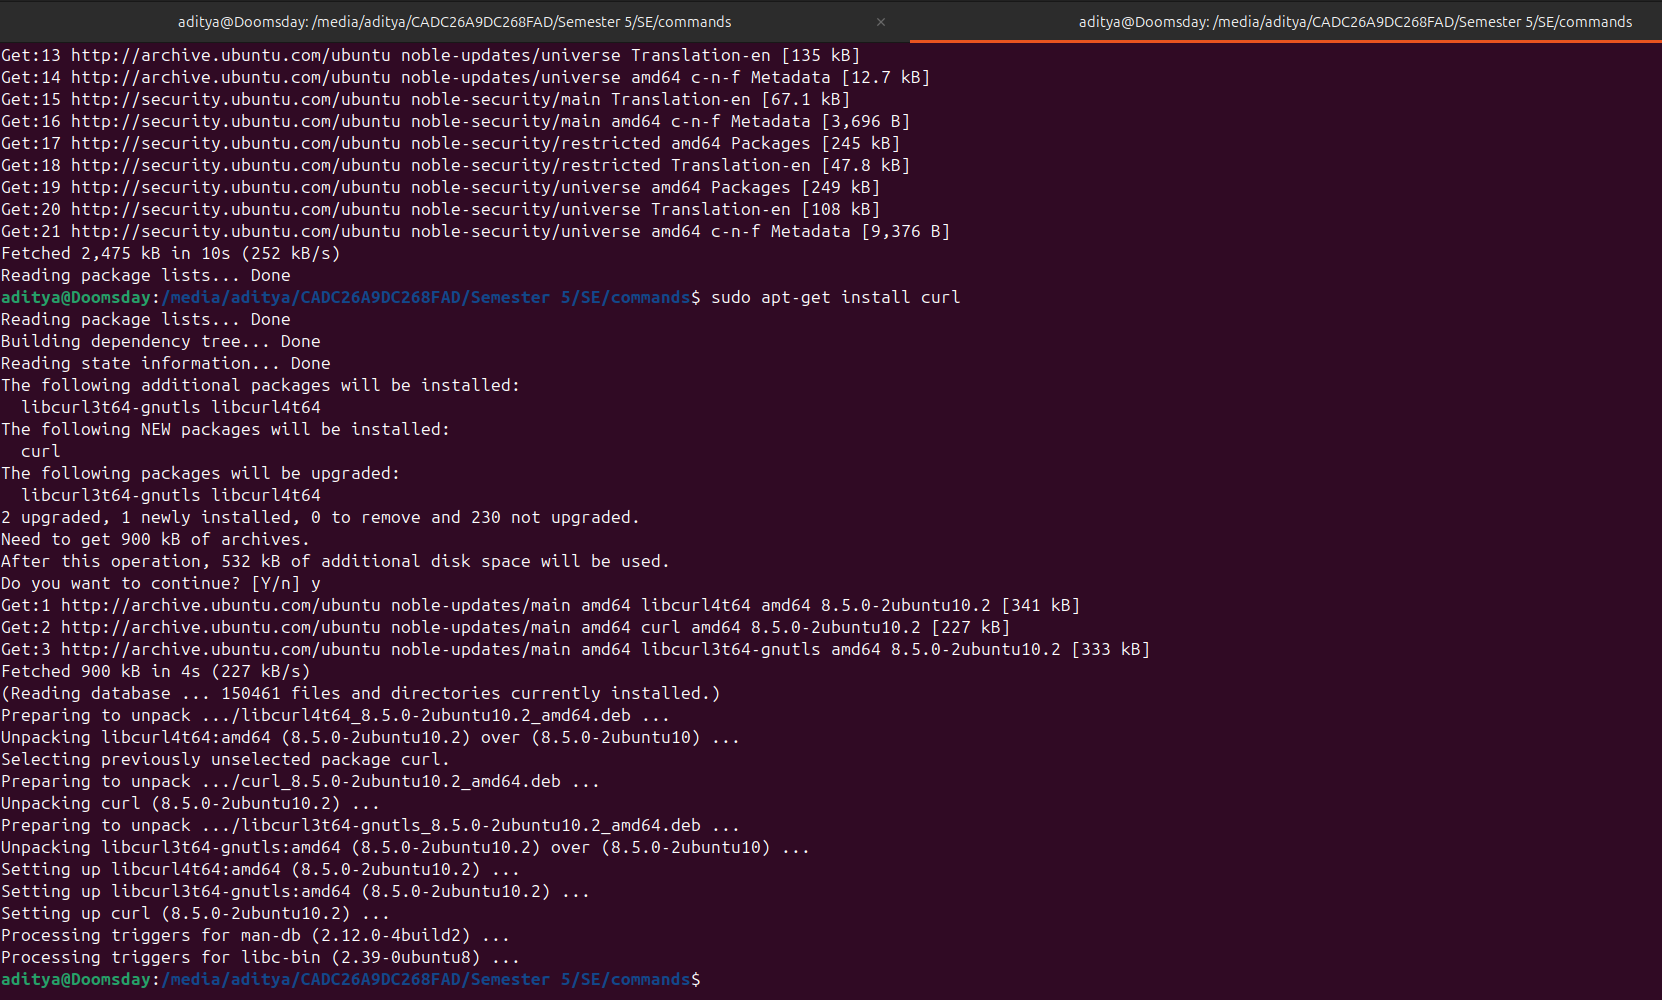 aditya@Doomsday: /media/aditya/CADC26A9DC268FAD/Semester 5/SE/commands × aditya@Doomsday: /media/aditya/CADC26A9DC268FAD/Semester 5/SE/commands
Get:13 http://archive.ubuntu.com/ubuntu noble-updates/universe Translation-en [135 kB]
Get:14 http://archive.ubuntu.com/ubuntu noble-updates/universe amd64 c-n-f Metadata [12.7 kB]
Get:15 http://security.ubuntu.com/ubuntu noble-security/main Translation-en [67.1 kB]
Get:16 http://security.ubuntu.com/ubuntu noble-security/main amd64 c-n-f Metadata [3,696 B]
Get:17 http://security.ubuntu.com/ubuntu noble-security/restricted amd64 Packages [245 kB]
Get:18 http://security.ubuntu.com/ubuntu noble-security/restricted Translation-en [47.8 kB]
Get:19 http://security.ubuntu.com/ubuntu noble-security/universe amd64 Packages [249 kB]
Get:20 http://security.ubuntu.com/ubuntu noble-security/universe Translation-en [108 kB]
Get:21 http://security.ubuntu.com/ubuntu noble-security/universe amd64 c-n-f Metadata [9,376 B]
Fetched 2,475 kB in 10s (252 kB/s)
Reading package lists... Done
aditya@Doomsday:/media/aditya/CADC26A9DC268FAD/Semester 5/SE/commands$ sudo apt-get install curl
Reading package lists... Done
Building dependency tree... Done
Reading state information... Done
The following additional packages will be installed:
  libcurl3t64-gnutls libcurl4t64
The following NEW packages will be installed:
  curl
The following packages will be upgraded:
  libcurl3t64-gnutls libcurl4t64
2 upgraded, 1 newly installed, 0 to remove and 230 not upgraded.
Need to get 900 kB of archives.
After this operation, 532 kB of additional disk space will be used.
Do you want to continue? [Y/n] y
Get:1 http://archive.ubuntu.com/ubuntu noble-updates/main amd64 libcurl4t64 amd64 8.5.0-2ubuntu10.2 [341 kB]
Get:2 http://archive.ubuntu.com/ubuntu noble-updates/main amd64 curl amd64 8.5.0-2ubuntu10.2 [227 kB]
Get:3 http://archive.ubuntu.com/ubuntu noble-updates/main amd64 libcurl3t64-gnutls amd64 8.5.0-2ubuntu10.2 [333 kB]
Fetched 900 kB in 4s (227 kB/s)
(Reading database ... 150461 files and directories currently installed.)
Preparing to unpack .../libcurl4t64_8.5.0-2ubuntu10.2_amd64.deb ...
Unpacking libcurl4t64:amd64 (8.5.0-2ubuntu10.2) over (8.5.0-2ubuntu10) ...
Selecting previously unselected package curl.
Preparing to unpack .../curl_8.5.0-2ubuntu10.2_amd64.deb ...
Unpacking curl (8.5.0-2ubuntu10.2) ...
Preparing to unpack .../libcurl3t64-gnutls_8.5.0-2ubuntu10.2_amd64.deb ...
Unpacking libcurl3t64-gnutls:amd64 (8.5.0-2ubuntu10.2) over (8.5.0-2ubuntu10) ...
Setting up libcurl4t64:amd64 (8.5.0-2ubuntu10.2) ...
Setting up libcurl3t64-gnutls:amd64 (8.5.0-2ubuntu10.2) ...
Setting up curl (8.5.0-2ubuntu10.2) ...
Processing triggers for man-db (2.12.0-4build2) ...
Processing triggers for libc-bin (2.39-0ubuntu8) ...
aditya@Doomsday:/media/aditya/CADC26A9DC268FAD/Semester 5/SE/commands$